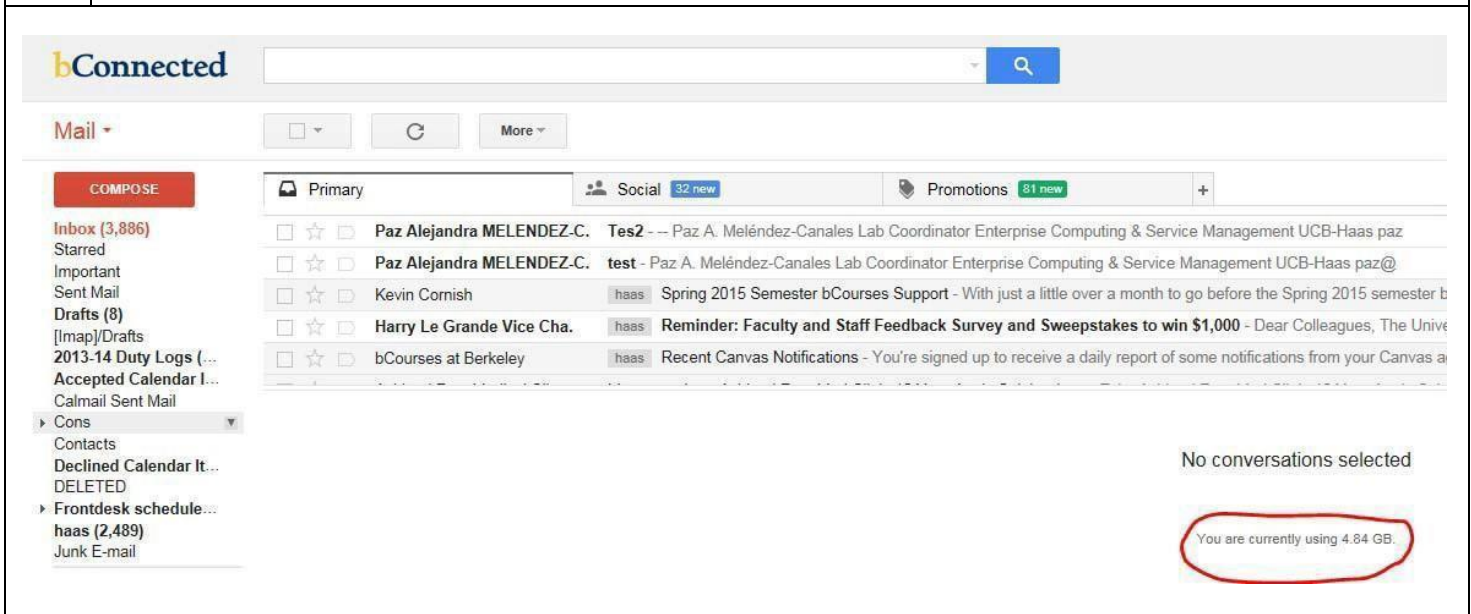 bConnected
Mail
More
COMPOSE
Primary
Social 32 new
Promotions 81 new
+
Inbox (3,886)
Starred
Important
Sent Mail
Drafts (8)
[Imap]/Drafts
2013-14 Duty Logs (...
Accepted Calendar I...
Calmail Sent Mail
Cons
Contacts
Declined Calendar It...
DELETED
Frontdesk schedule...
haas (2,489)
Junk E-mail
Paz Alejandra MELENDEZ-C. Tes2 - -- Paz A. Meléndez-Canales Lab Coordinator Enterprise Computing & Service Management UCB-Haas paz
Paz Alejandra MELENDEZ-C. test - Paz A. Meléndez-Canales Lab Coordinator Enterprise Computing & Service Management UCB-Haas paz@
Kevin Cornish haas Spring 2015 Semester bCourses Support - With just a little over a month to go before the Spring 2015 semester b
Harry Le Grande Vice Cha. haas Reminder: Faculty and Staff Feedback Survey and Sweepstakes to win $1,000 - Dear Colleagues, The Unive
bCourses at Berkeley haas Recent Canvas Notifications - You're signed up to receive a daily report of some notifications from your Canvas a
No conversations selected
You are currently using 4.84 GB.